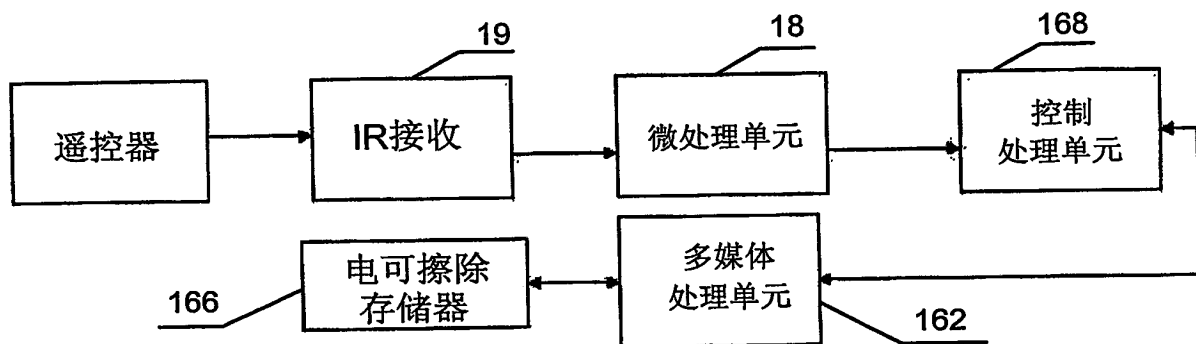 19
18
168
遥控器
IR接收
微处理单元
控制
处理单元
电可擦除
存储器
多媒体
处理单元
166
162